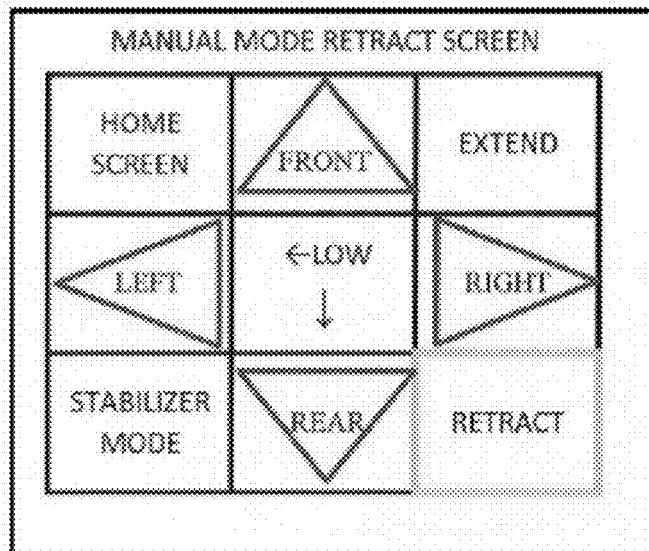 MANUAL MODE RETRACT SCREEN
HOME
SCREEN
FRONT
EXTEND
LEFT
←LOW
↓
RIGHT
STABILIZER
MODE
REAR
RETRACT